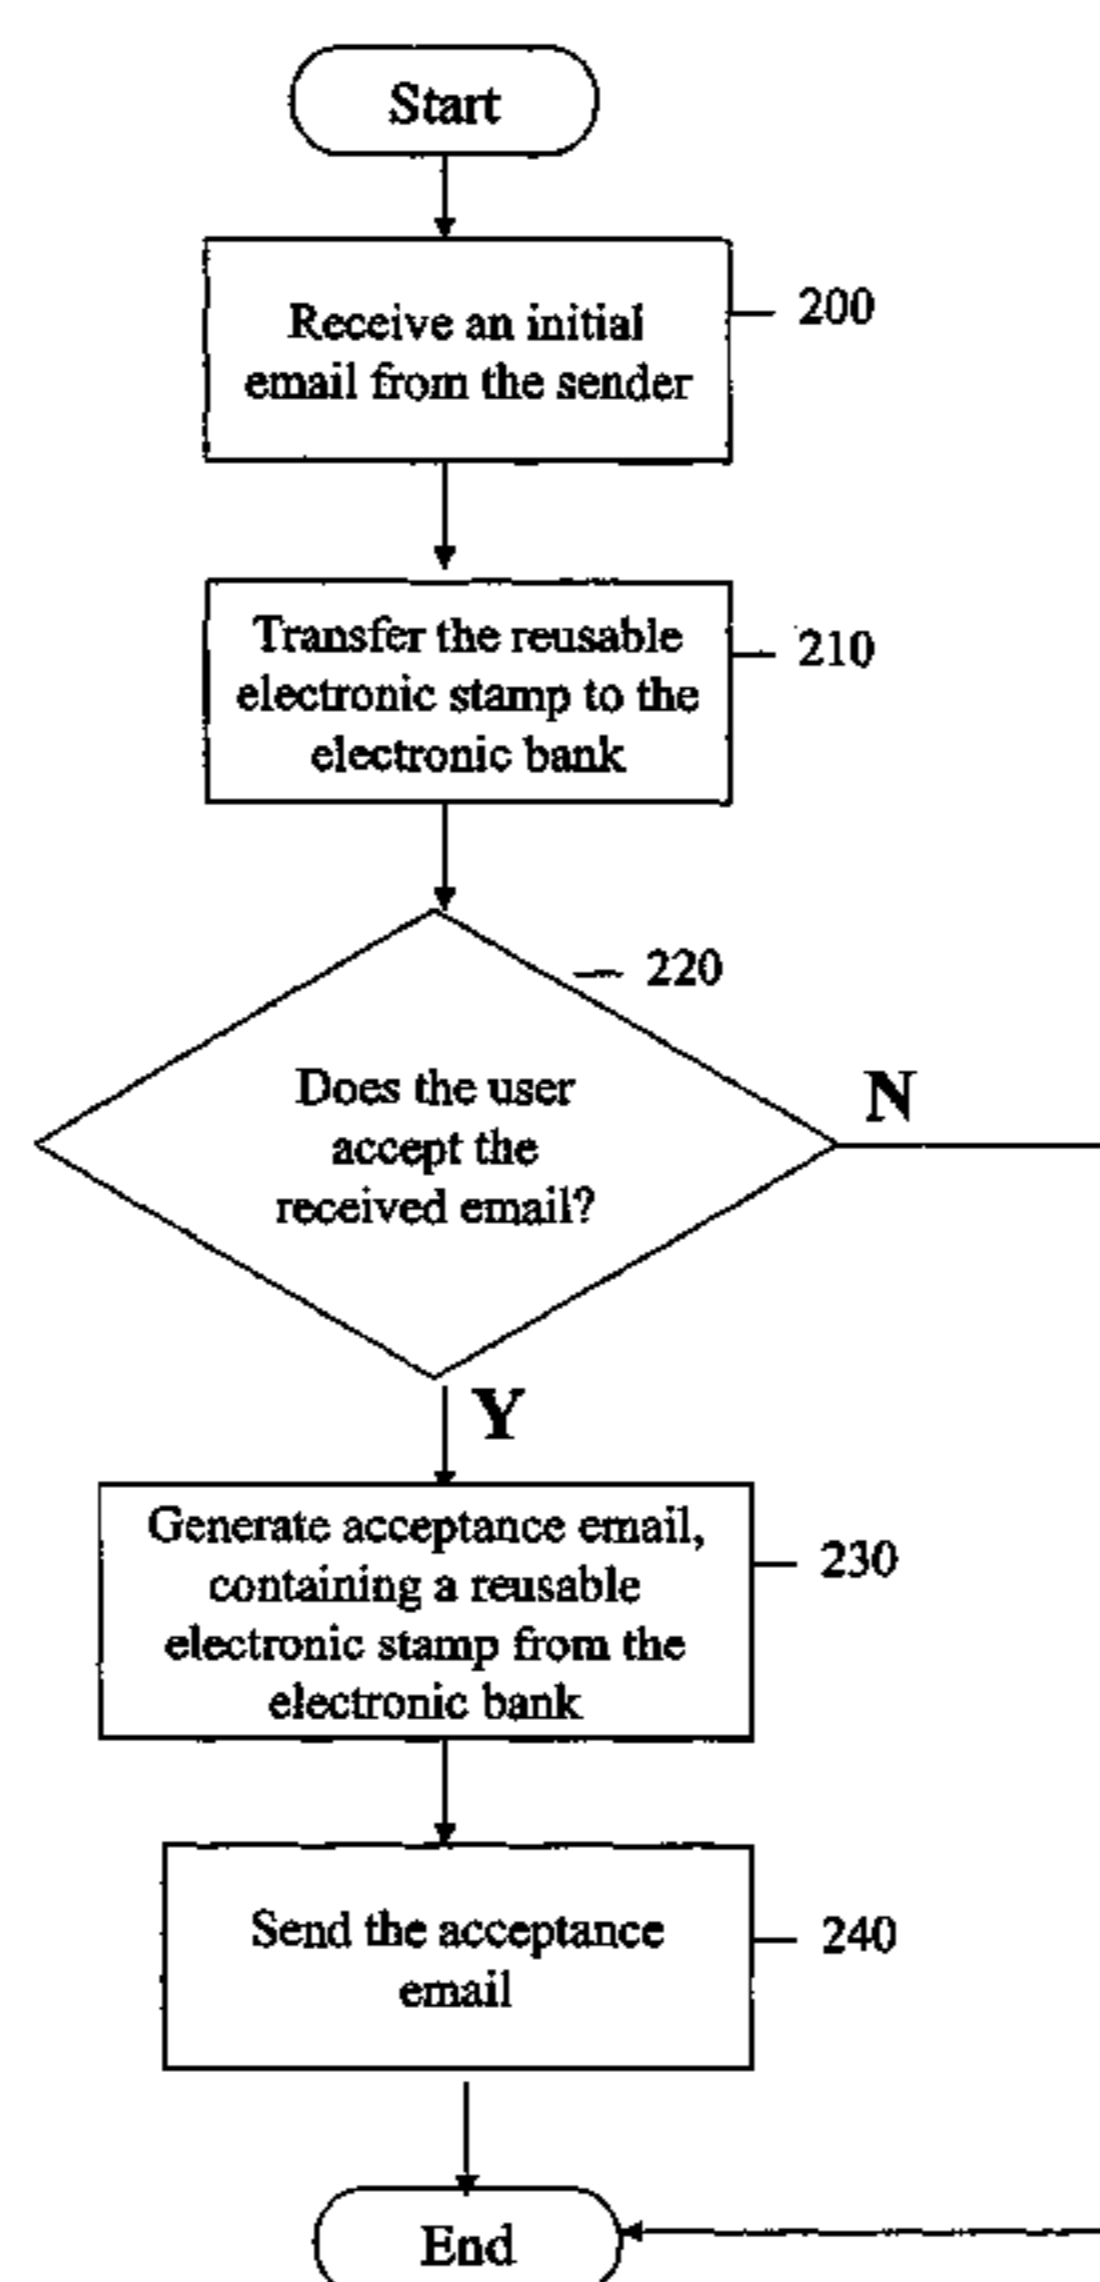 Start
Receive an initial
email from the sender
200
Transfer the reusable
electronic stamp to the
electronic bank
210
220
Does the user
accept the
received email?
N
Y
Generate acceptance email,
containing a reusable
electronic stamp from the
electronic bank
230
Send the acceptance
email
240
End